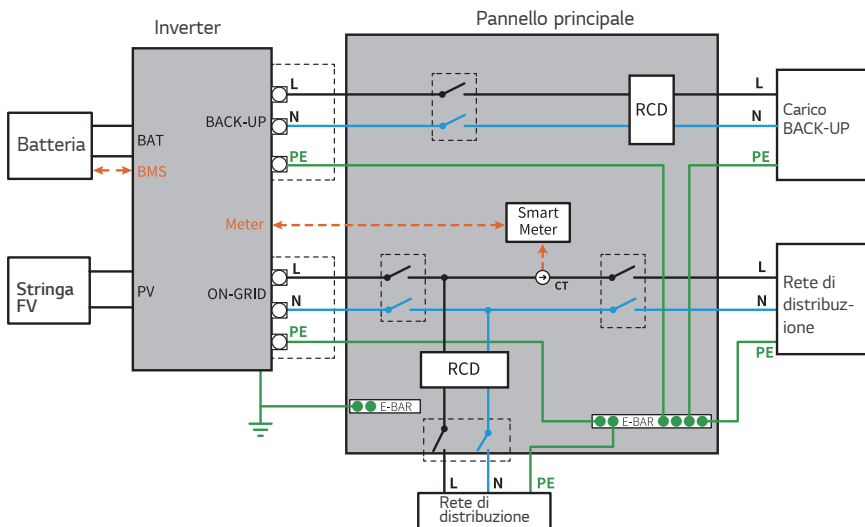 Inverter
Pannello principale
L
N
PE
BACK-UP
RCD
L
N
PE
Carico
BACK-UP
Batteria
BAT
BMS
Meter
Smart
Meter
CT
Stringa
FV
PV
ON-GRID
L
N
PE
L
N
PE
Rete di
distribuz-
ione
RCD
E-BAR
E-BAR
L
N
PE
Rete di
distribuzione